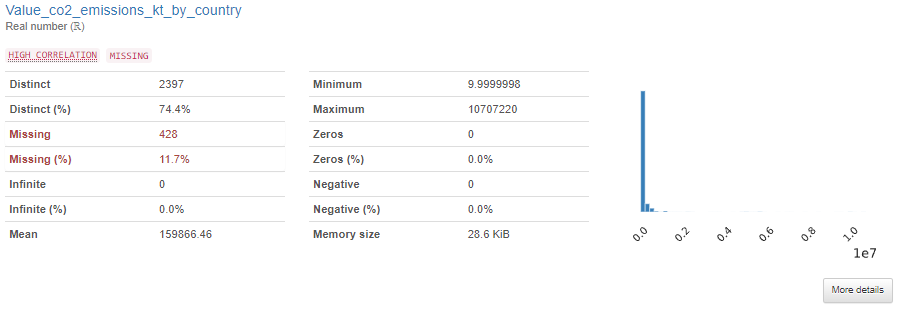 Value_co2_emissions_kt_by_country
Real number (ℝ)
HIGH CORRELATION MISSING
Distinct 2397
Distinct (%) 74.4%
Missing 428
Missing (%) 11.7%
Infinite 0
Infinite (%) 0.0%
Mean 159866.46
Minimum 9.9999998
Maximum 10707220
Zeros 0
Zeros (%) 0.0%
Negative 0
Negative (%) 0.0%
Memory size 28.6 KiB
0.0 0.2 0.4 0.6 0.8 1.0
1e7
More details